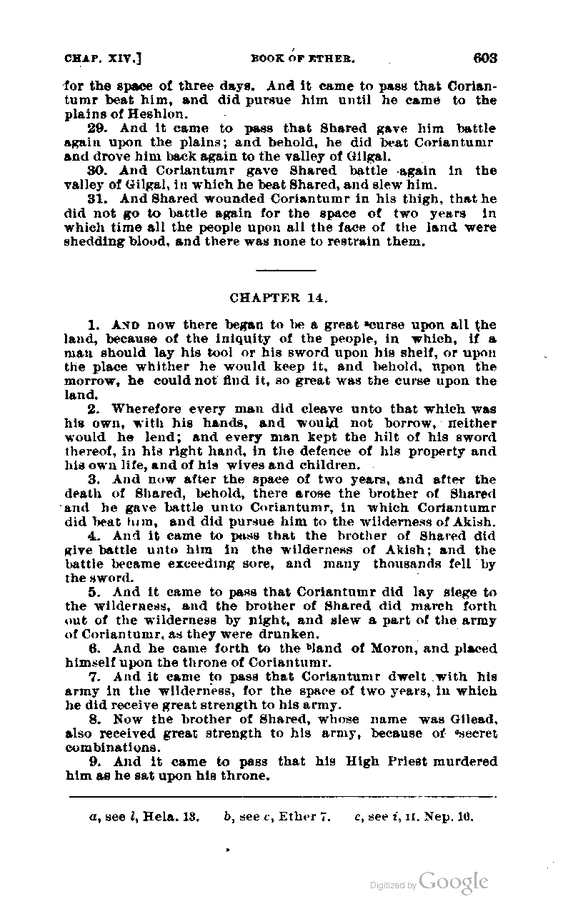 CHAP. XIV.] BOOK OF ETHER. 603
for the space of three days. And it came to pass that Corian-
tumr beat him, and did pursue him until he came to the
plains of Heshlon.
29. And it came to pass that Shared gave him battle
again upon the plains; and behold, he did beat Coriantumr
and drove him back again to the valley of Gilgal.
30. And Coriantumr gave Shared battle again in the
valley of Gilgal, in which he beat Shared, and slew him.
31. And Shared wounded Coriantumr in his thigh, that he
did not go to battle again for the space of two years in
which time all the people upon all the face of the land were
shedding blood, and there was none to restrain them.
CHAPTER 14.
1. AND now there began to be a great ᵃcurse upon all the
land, because of the iniquity of the people, in which, if a
man should lay his tool or his sword upon his shelf, or upon
the place whither he would keep it, and behold, upon the
morrow, he could not find it, so great was the curse upon the
land.
2. Wherefore every man did cleave unto that which was
his own, with his hands, and would not borrow, neither
would he lend; and every man kept the hilt of his sword
thereof, in his right hand, in the defence of his property and
his own life, and of his wives and children.
3. And now after the space of two years, and after the
death of Shared, behold, there arose the brother of Shared
and he gave battle unto Coriantumr, in which Coriantumr
did beat him, and did pursue him to the wilderness of Akish.
4. And it came to pass that the brother of Shared did
give battle unto him in the wilderness of Akish; and the
battle became exceeding sore, and many thousands fell by
the sword.
5. And it came to pass that Coriantumr did lay siege to
the wilderness, and the brother of Shared did march forth
out of the wilderness by night, and slew a part of the army
of Coriantumr, as they were drunken.
6. And he came forth to the ᵇland of Moron, and placed
himself upon the throne of Coriantumr.
7. And it came to pass that Coriantumr dwelt with his
army in the wilderness, for the space of two years, in which
he did receive great strength to his army.
8. Now the brother of Shared, whose name was Gilead,
also received great strength to his army, because of ᶜsecret
combinations.
9. And it came to pass that his High Priest murdered
him as he sat upon his throne.
a, see l, Hela. 13. b, see c, Ether 7. c, see i, II. Nep. 10.
Digitized by Google